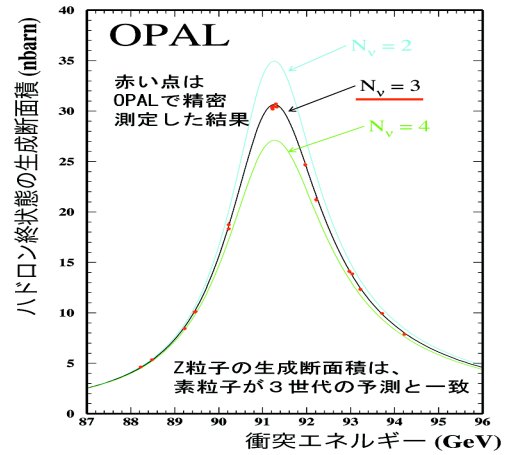 OPAL
赤い点は
OPALで精密
測定した結果
Nν = 2
Nν = 3
Nν = 4
ハドロン終状態の生成断面積 (nbarn)
40
35
30
25
20
15
10
5
0
Z粒子の生成断面積は、
素粒子が３世代の予測と一致
87 88 89 90 91 92 93 94 95 96
衝突エネルギー (GeV)